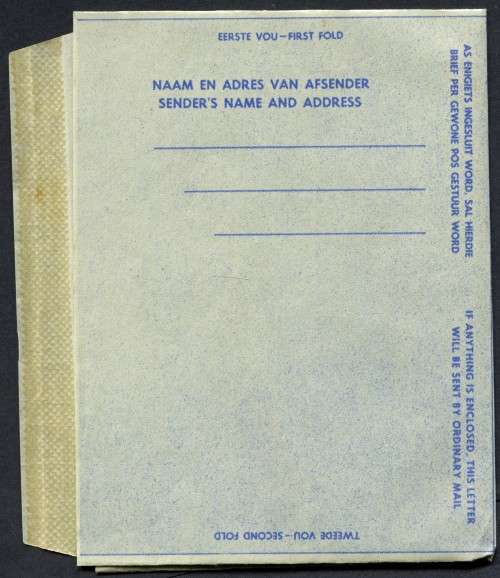 EERSTE VOU—FIRST FOLD
NAAM EN ADRES VAN AFSENDER
SENDER'S NAME AND ADDRESS
AS ENIGIETS INGESLUIT WORD, SAL HIERDIE
BRIEF PER GEWONE POS GESTUUR WORD
IF ANYTHING IS ENCLOSED, THIS LETTER
WILL BE SENT BY ORDINARY MAIL
TWEEDE VOU—SECOND FOLD